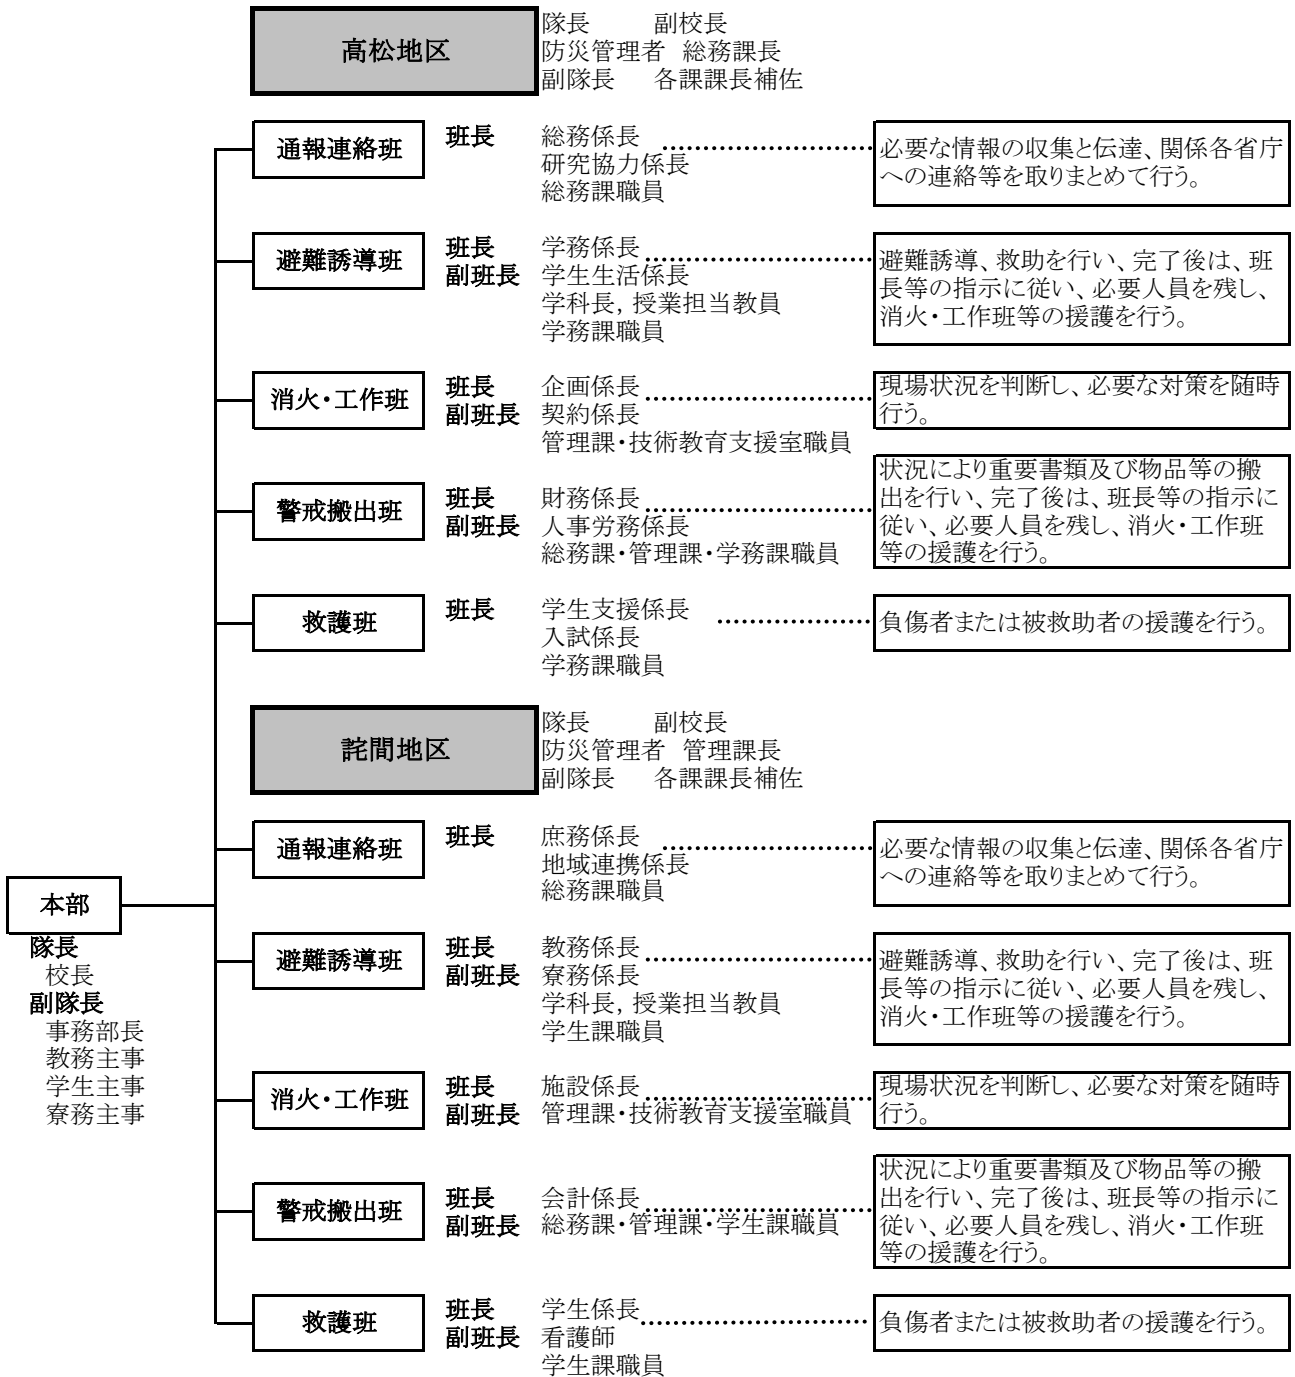 高松地区
隊長 副校長
防災管理者 総務課長
副隊長 各課課長補佐
通報連絡班 班長 総務係長
研究協力係長
総務課職員
必要な情報の収集と伝達、関係各省庁
への連絡等を取りまとめて行う。
避難誘導班 班長 学務係長
副班長 学生生活係長
学科長, 授業担当教員
学務課職員
避難誘導、救助を行い、完了後は、班
長等の指示に従い、必要人員を残し、
消火・工作班等の援護を行う。
消火・工作班 班長 企画係長
副班長 契約係長
管理課・技術教育支援室職員
現場状況を判断し、必要な対策を随時
行う。
警戒搬出班 班長 財務係長
副班長 人事労務係長
総務課・管理課・学務課職員
状況により重要書類及び物品等の搬
出を行い、完了後は、班長等の指示に
従い、必要人員を残し、消火・工作班
等の援護を行う。
救護班 班長 学生支援係長
入試係長
学務課職員
負傷者または被救助者の援護を行う。
詫間地区
隊長 副校長
防災管理者 管理課長
副隊長 各課課長補佐
通報連絡班 班長 庶務係長
地域連携係長
総務課職員
必要な情報の収集と伝達、関係各省庁
への連絡等を取りまとめて行う。
本部
隊長
校長
副隊長
事務部長
教務主事
学生主事
寮務主事
避難誘導班 班長 教務係長
副班長 寮務係長
学科長, 授業担当教員
学生課職員
避難誘導、救助を行い、完了後は、班
長等の指示に従い、必要人員を残し、
消火・工作班等の援護を行う。
消火・工作班 班長 施設係長
副班長 管理課・技術教育支援室職員
現場状況を判断し、必要な対策を随時
行う。
警戒搬出班 班長 会計係長
副班長 総務課・管理課・学生課職員
状況により重要書類及び物品等の搬
出を行い、完了後は、班長等の指示に
従い、必要人員を残し、消火・工作班
等の援護を行う。
救護班 班長 学生係長
副班長 看護師
学生課職員
負傷者または被救助者の援護を行う。